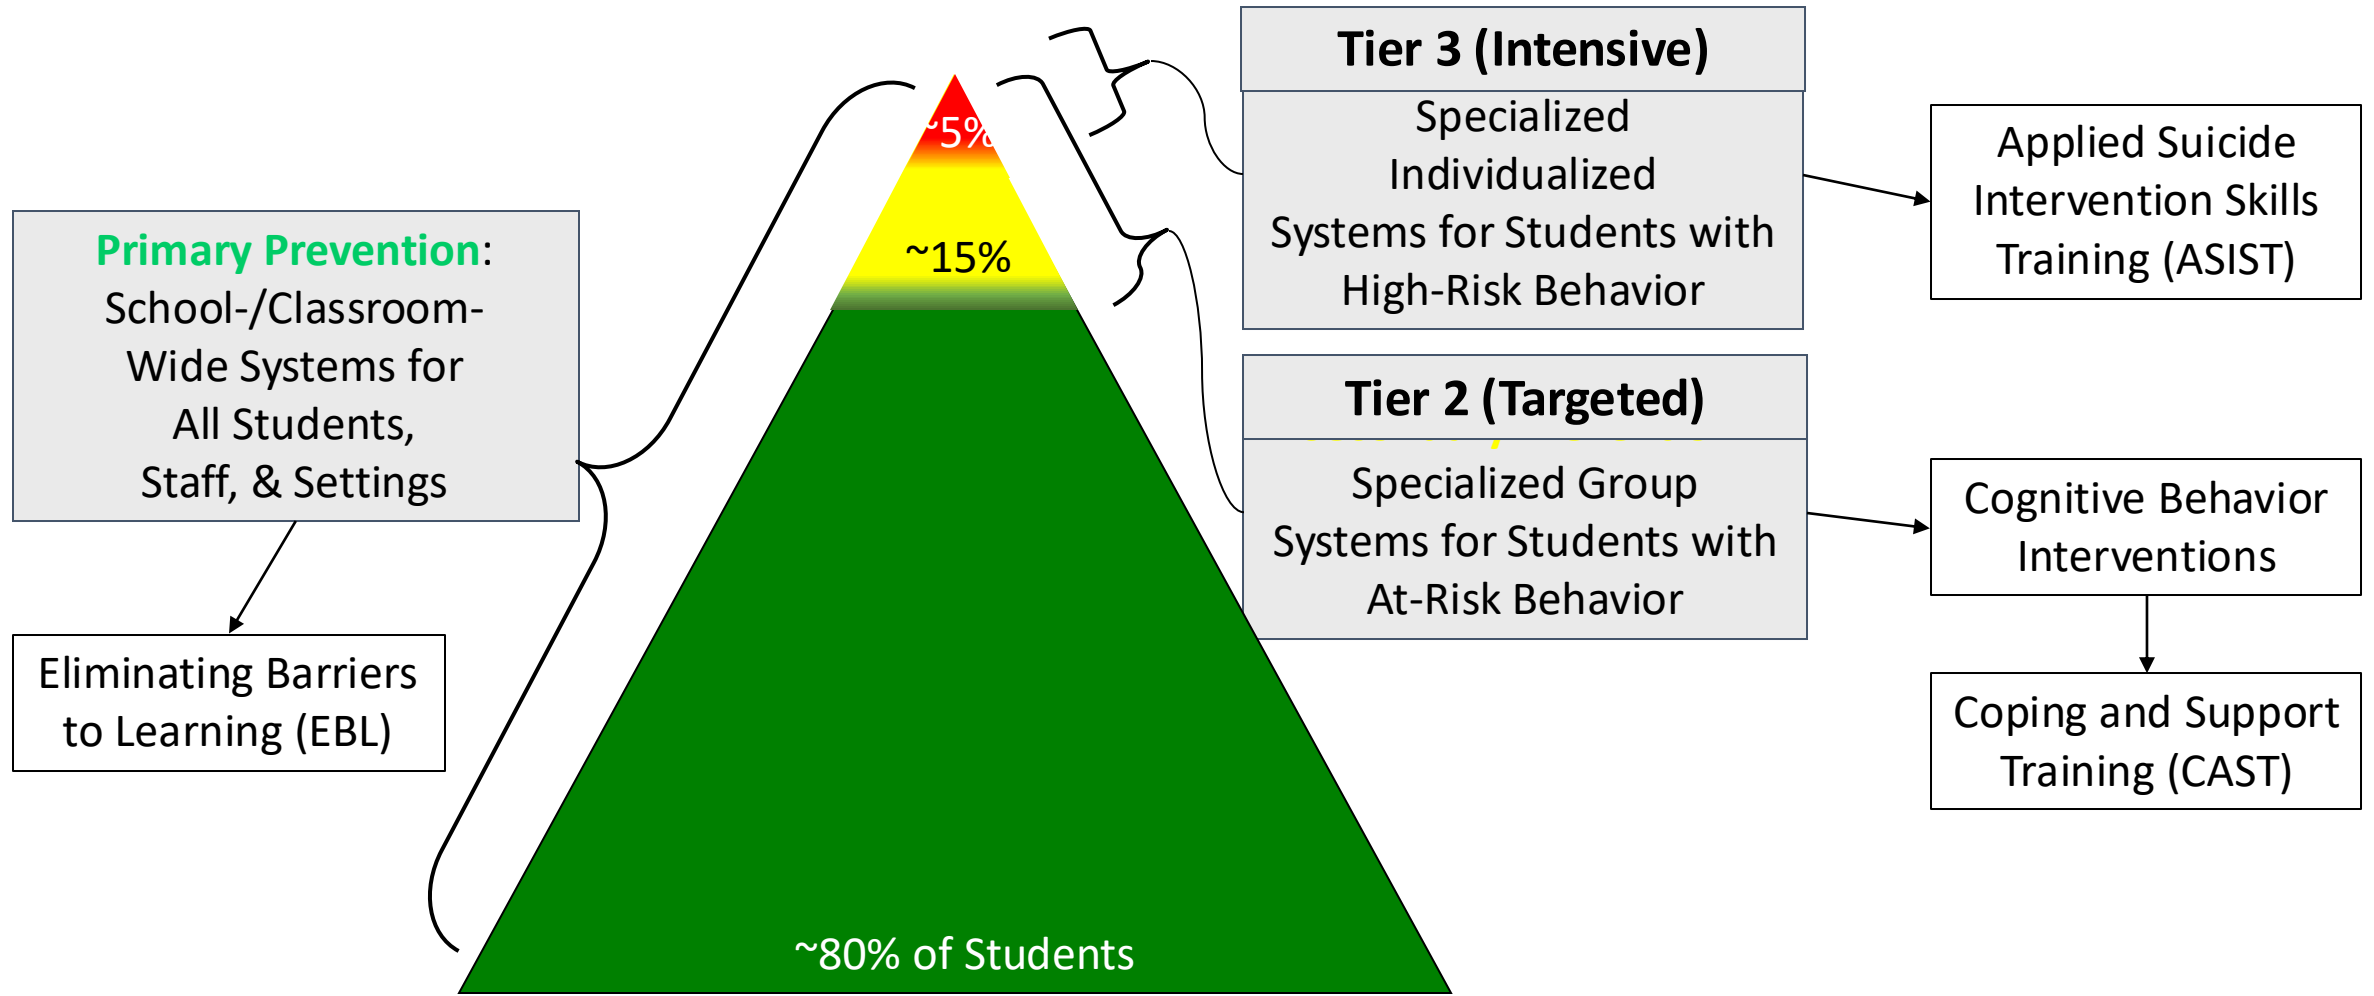 Tier 3 (Intensive)
Specialized
Individualized
Systems for Students with
High-Risk Behavior
Applied Suicide
Intervention Skills
Training (ASIST)
~5%
~15%
Primary Prevention:
School-/Classroom-
Wide Systems for
All Students,
Staff, & Settings
Tier 2 (Targeted)
Specialized Group
Systems for Students with
At-Risk Behavior
Cognitive Behavior
Interventions
Eliminating Barriers
to Learning (EBL)
Coping and Support
Training (CAST)
~80% of Students